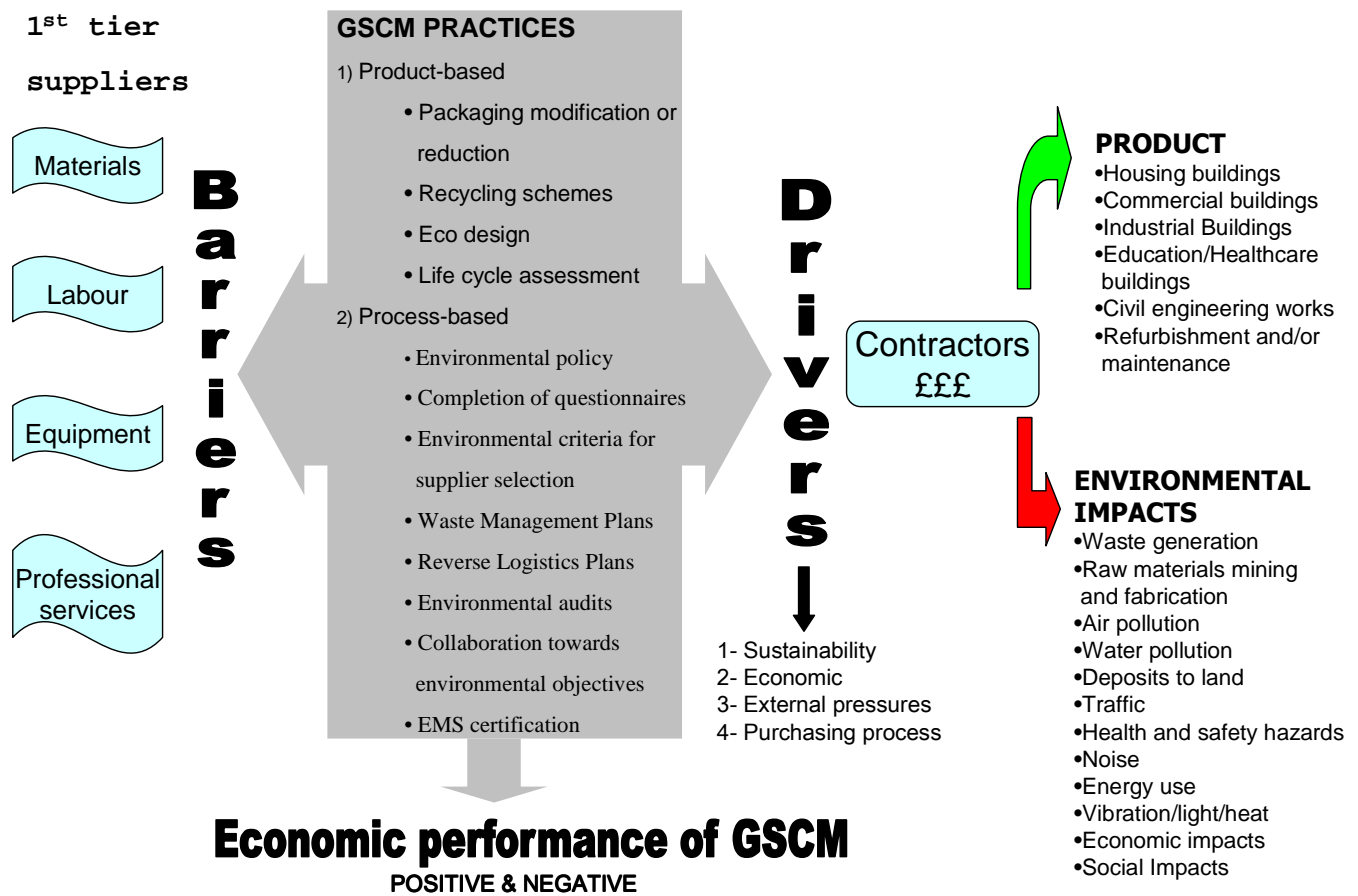 1st tier
suppliers
Materials
Labour
Equipment
Professional
services
Barriers
GSCM PRACTICES
1) Product-based
• Packaging modification or
reduction
• Recycling schemes
• Eco design
• Life cycle assessment
2) Process-based
• Environmental policy
• Completion of questionnaires
• Environmental criteria for
supplier selection
• Waste Management Plans
• Reverse Logistics Plans
• Environmental audits
• Collaboration towards
environmental objectives
• EMS certification
Economic performance of GSCM
POSITIVE & NEGATIVE
Drivers
1- Sustainability
2- Economic
3- External pressures
4- Purchasing process
Contractors
£££
PRODUCT
•Housing buildings
•Commercial buildings
•Industrial Buildings
•Education/Healthcare
buildings
•Civil engineering works
•Refurbishment and/or
maintenance
ENVIRONMENTAL
IMPACTS
•Waste generation
•Raw materials mining
and fabrication
•Air pollution
•Water pollution
•Deposits to land
•Traffic
•Health and safety hazards
•Noise
•Energy use
•Vibration/light/heat
•Economic impacts
•Social Impacts